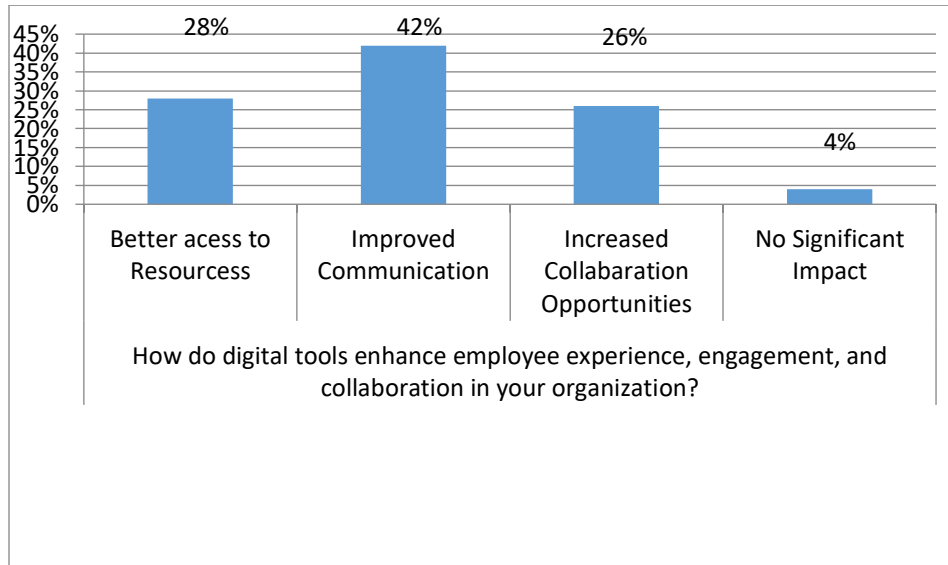 28%
42%
26%
4%
45%
40%
35%
30%
25%
20%
15%
10%
5%
0%
Better acess to
Resourcess
Improved
Communication
Increased
Collabaration
Opportunities
No Significant
Impact
How do digital tools enhance employee experience, engagement, and
collaboration in your organization?